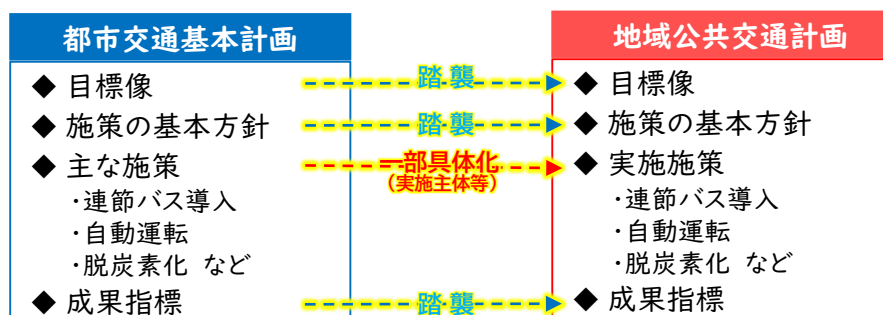 都市交通基本計画
◆ 目標像
◆ 施策の基本方針
◆ 主な施策
・連節バス導入
・自動運転
・脱炭素化 など
◆ 成果指標
踏 襲
踏 襲
一部具体化
(実施主体等)
踏 襲
地域公共交通計画
◆ 目標像
◆ 施策の基本方針
◆ 実施施策
・連節バス導入
・自動運転
・脱炭素化 など
◆ 成果指標